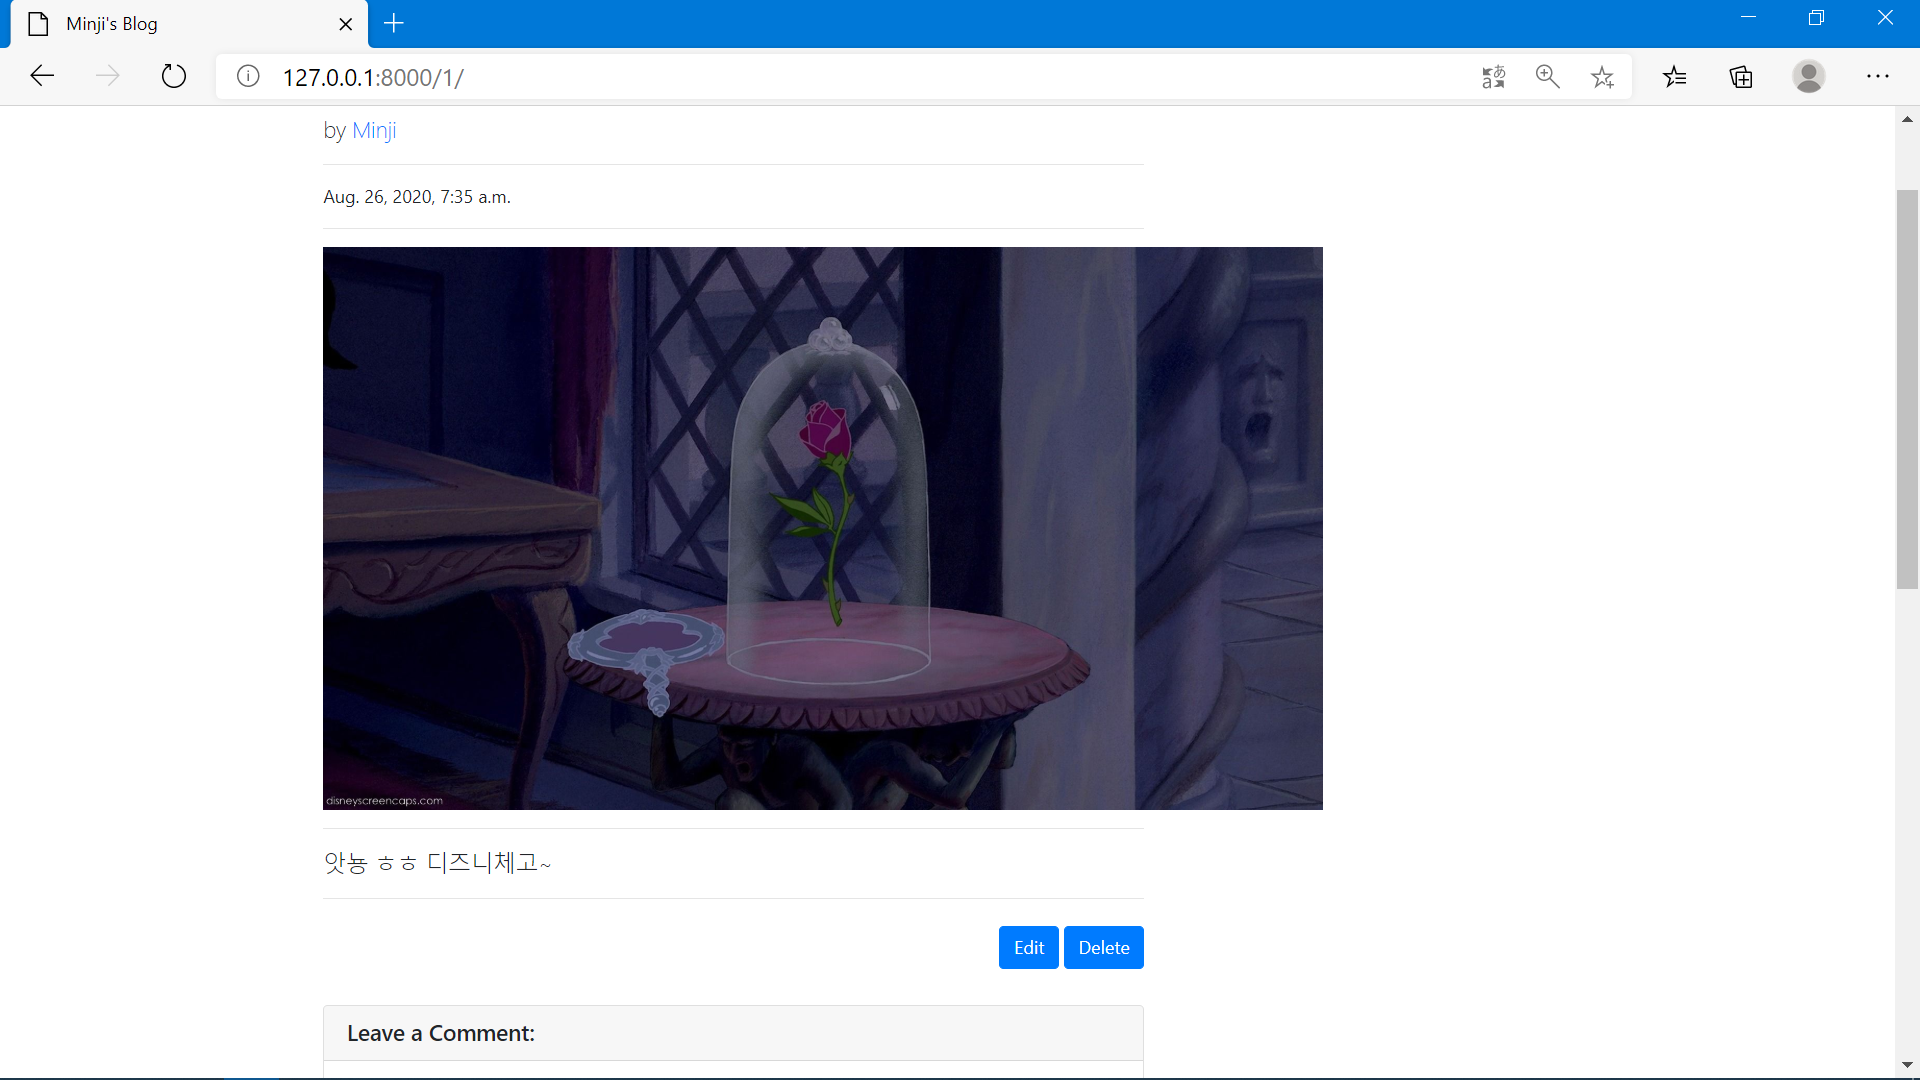 Minji's Blog
127.0.0.1:8000/1/
by Minji
Aug. 26, 2020, 7:35 a.m.
disneyscreencaps.com
앗뇽 ㅎㅎ 디즈니체고~
Edit Delete
Leave a Comment: